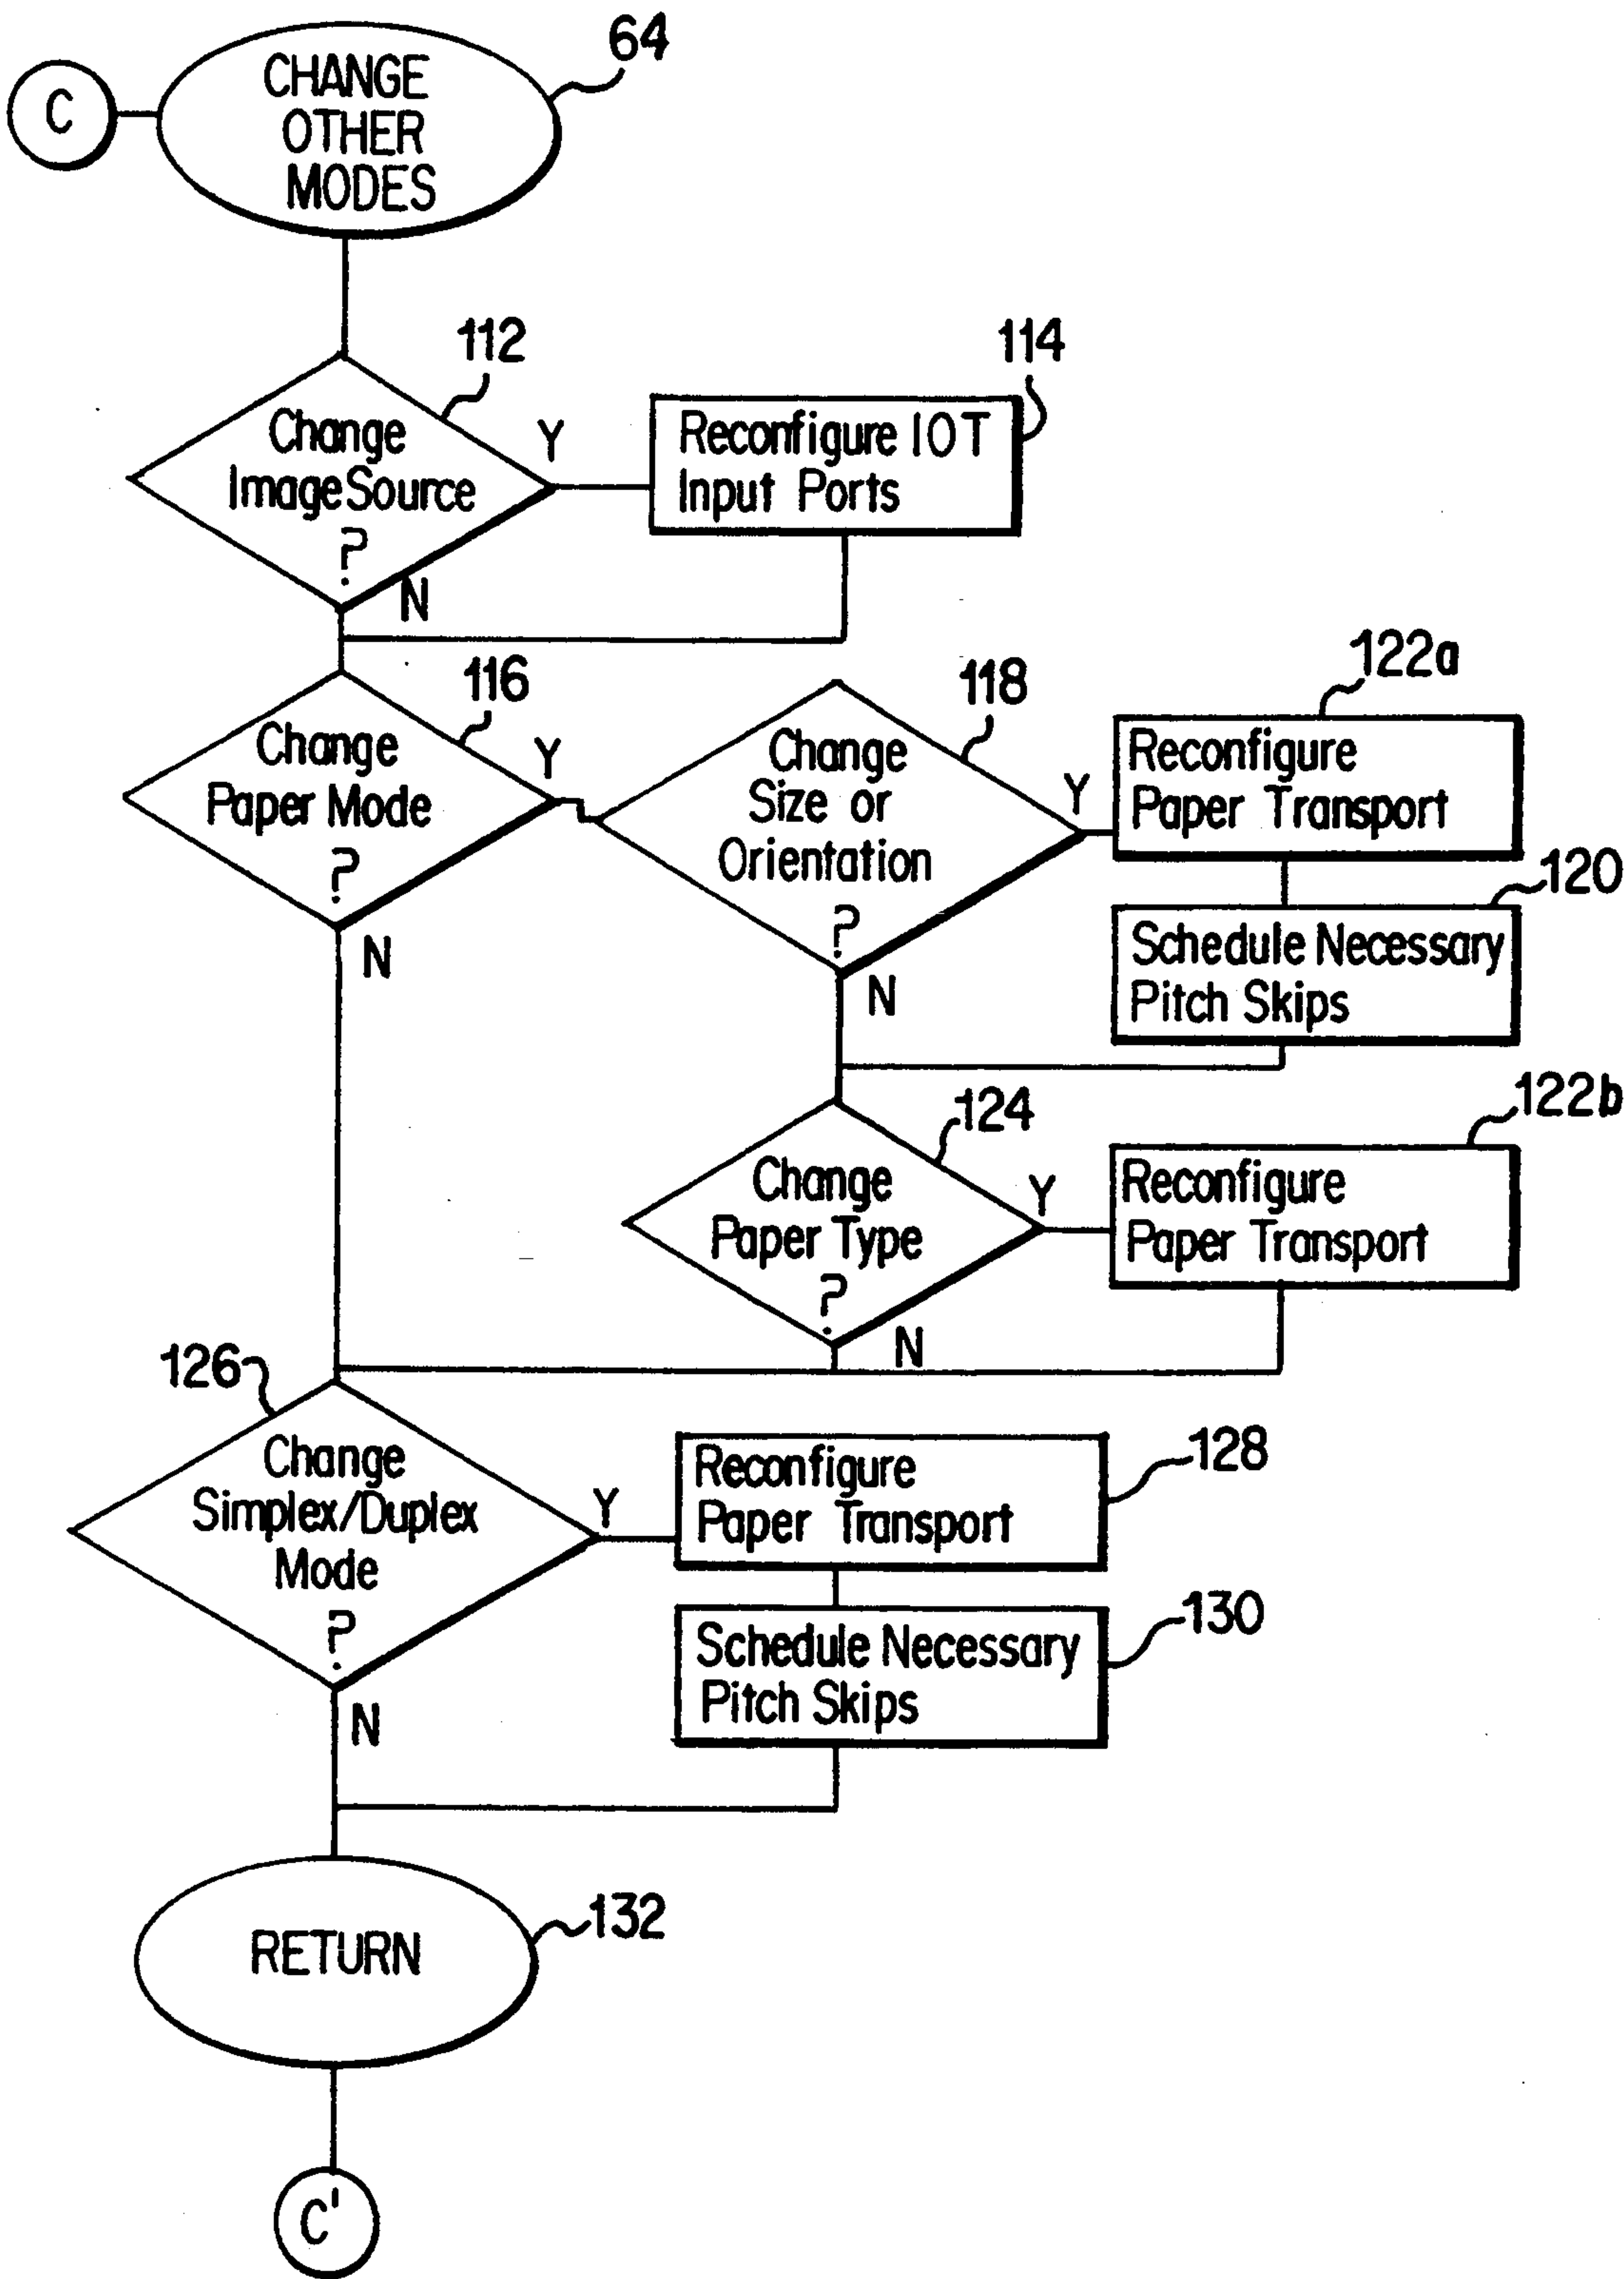 C
CHANGE
OTHER
MODES
64
112
Change
Image Source
?
Y
N
114
Reconfigure IOT
Input Ports
116
Change
Paper Mode
?
Y
N
118
Change
Size or
Orientation
?
Y
N
122a
Reconfigure
Paper Transport
120
Schedule Necessary
Pitch Skips
124
Change
Paper Type
?
Y
N
122b
Reconfigure
Paper Transport
126
Change
Simplex/Duplex
Mode
?
Y
N
128
Reconfigure
Paper Transport
130
Schedule Necessary
Pitch Skips
RETURN
132
C'